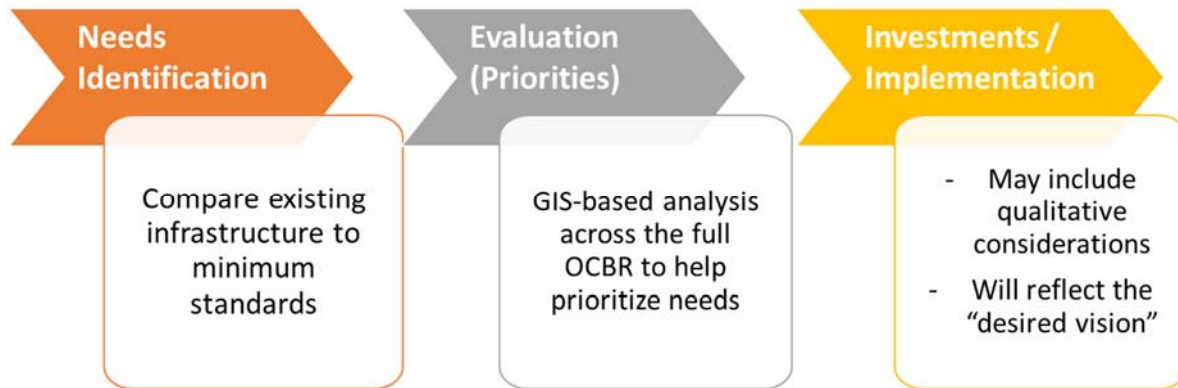 Needs
Identification
Compare existing
infrastructure to
minimum
standards
Evaluation
(Priorities)
GIS-based analysis
across the full
OCBR to help
prioritize needs
Investments /
Implementation
- May include
qualitative
considerations
- Will reflect the
“desired vision”